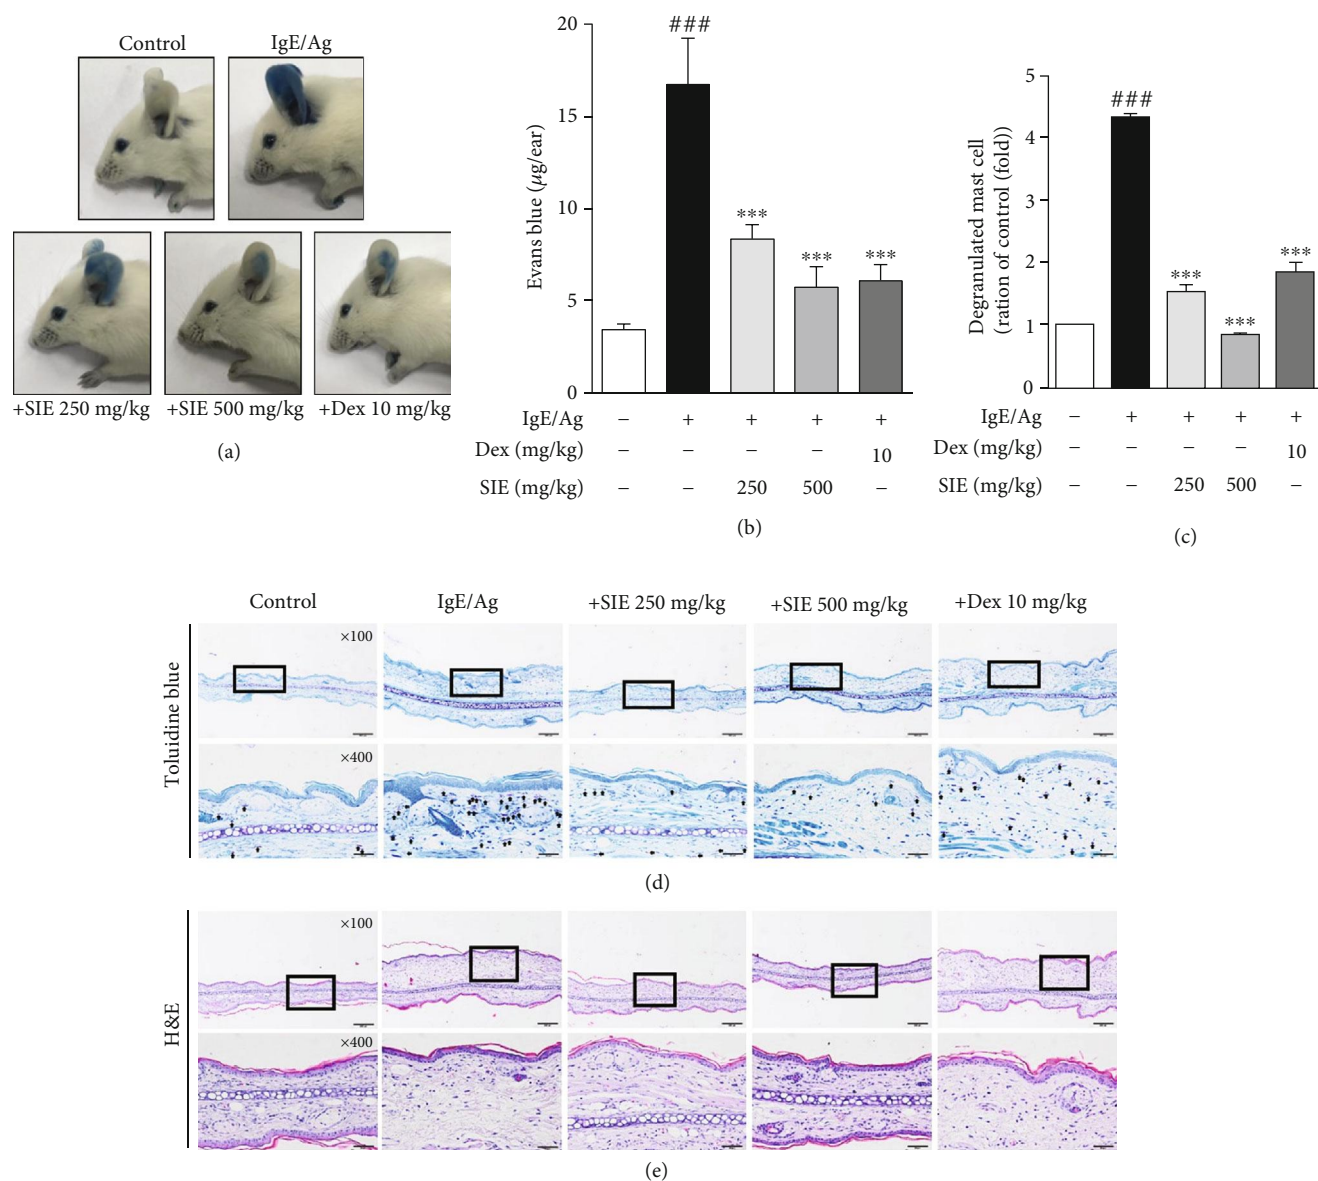 Control IgE/Ag
+SIE 250 mg/kg +SIE 500 mg/kg +Dex 10 mg/kg
(a)
20
15
10
5
0
Evans blue (µg/ear)
###
***
***
***
IgE/Ag − + + + +
Dex (mg/kg) − − − − 10
SIE (mg/kg) − − 250 500 −
(b)
5
4
3
2
1
0
Degranulated mast cell
(ration of control (fold))
###
***
***
***
IgE/Ag − + + + +
Dex (mg/kg) − − − − 10
SIE (mg/kg) − − 250 500 −
(c)
Control IgE/Ag +SIE 250 mg/kg +SIE 500 mg/kg +Dex 10 mg/kg
Toluidine blue
×100
×400
(d)
H&E
×100
×400
(e)